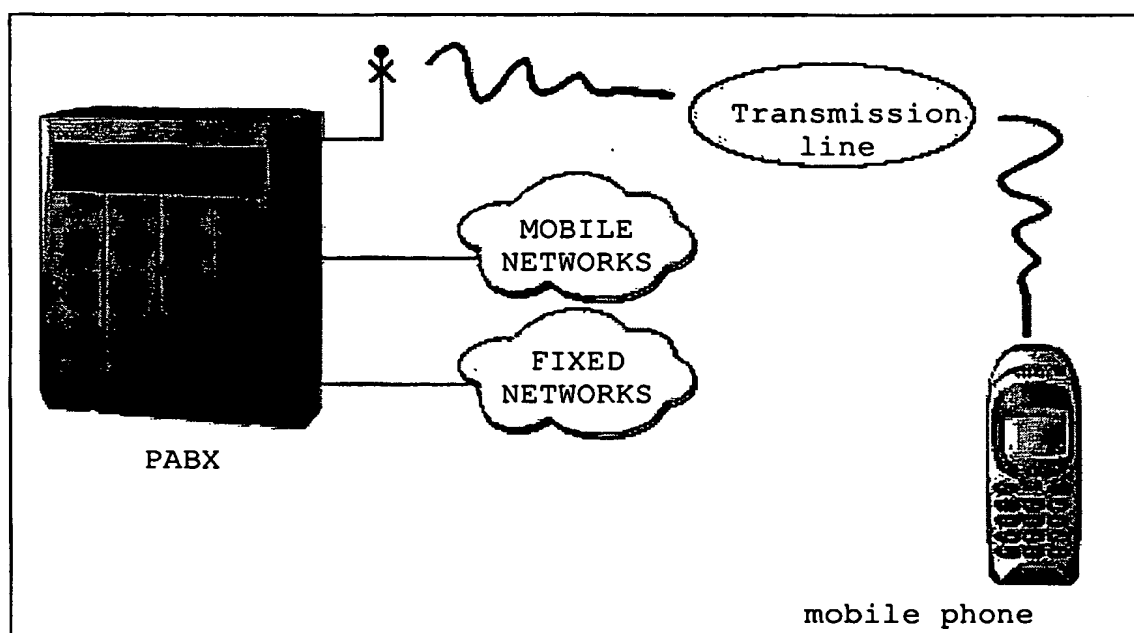 Transmission
line
MOBILE
NETWORKS
FIXED
NETWORKS
PABX
mobile phone